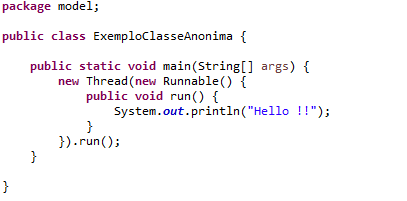 package model;
public class ExemploClasseAnonima {
public static void main(String[] args) {
new Thread(new Runnable() {
public void run() {
System.out.println("Hello !!");
}
}).run();
}
}